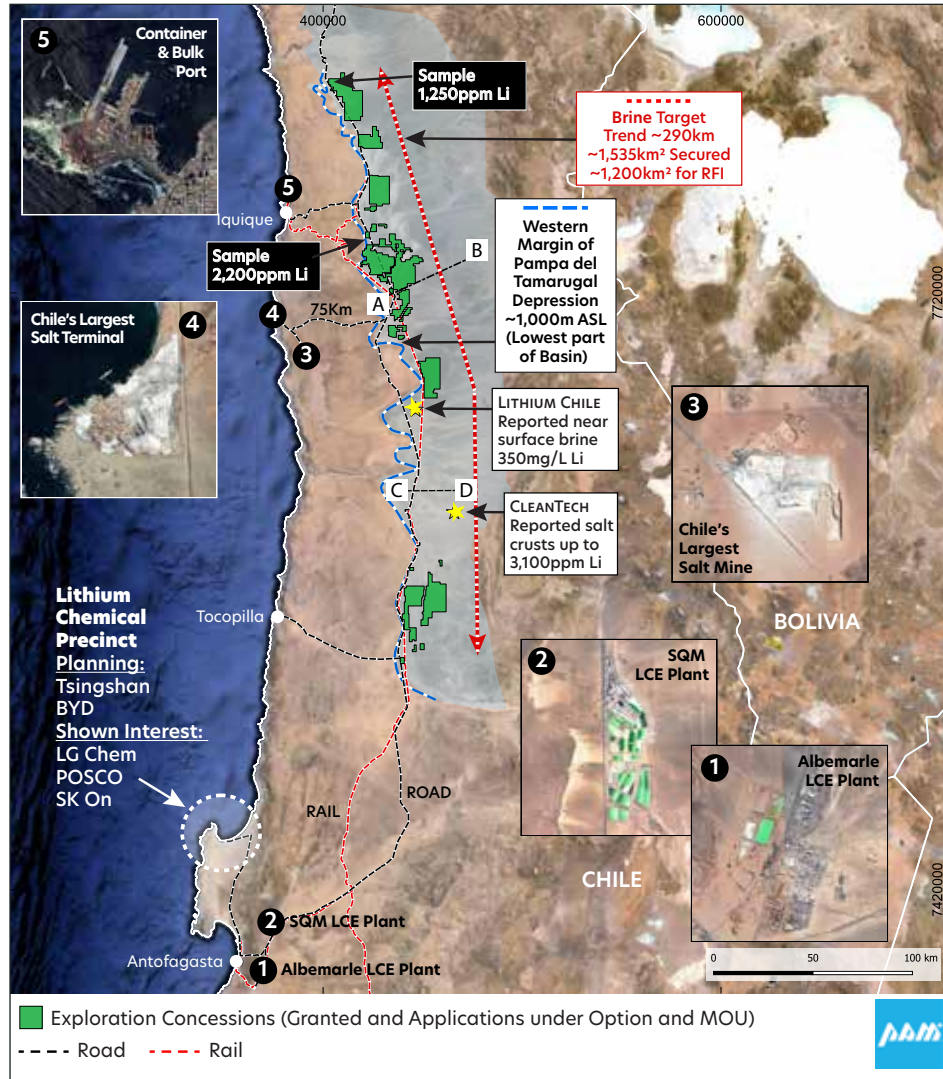 400000
600000
7720000
7420000
5
Container
& Bulk
Port
Sample
1,250ppm Li
Brine Target
Trend ~290km
~1,535km² Secured
~1,200km² for RFI
5
Iquique
Sample
2,200ppm Li
Western
Margin of
Pampa del
Tamarugal
Depression
~1,000m ASL
(Lowest part
of Basin)
B
A
4
75Km
3
Chile's Largest
Salt Terminal
4
LITHIUM CHILE
Reported near
surface brine
350mg/L Li
C
D
CLEANTECH
Reported salt
crusts up to
3,100ppm Li
3
Chile's
Largest
Salt Mine
BOLIVIA
Lithium
Chemical
Precinct
Planning:
Tsingshan
BYD
Shown Interest:
LG Chem
POSCO
SK On
Tocopilla
2
SQM
LCE Plant
1
Albemarle
LCE Plant
RAIL
ROAD
CHILE
2 SQM LCE Plant
Antofagasta
1 Albemarle LCE Plant
0 50 100 km
Exploration Concessions (Granted and Applications under Option and MOU)
Road Rail
pam